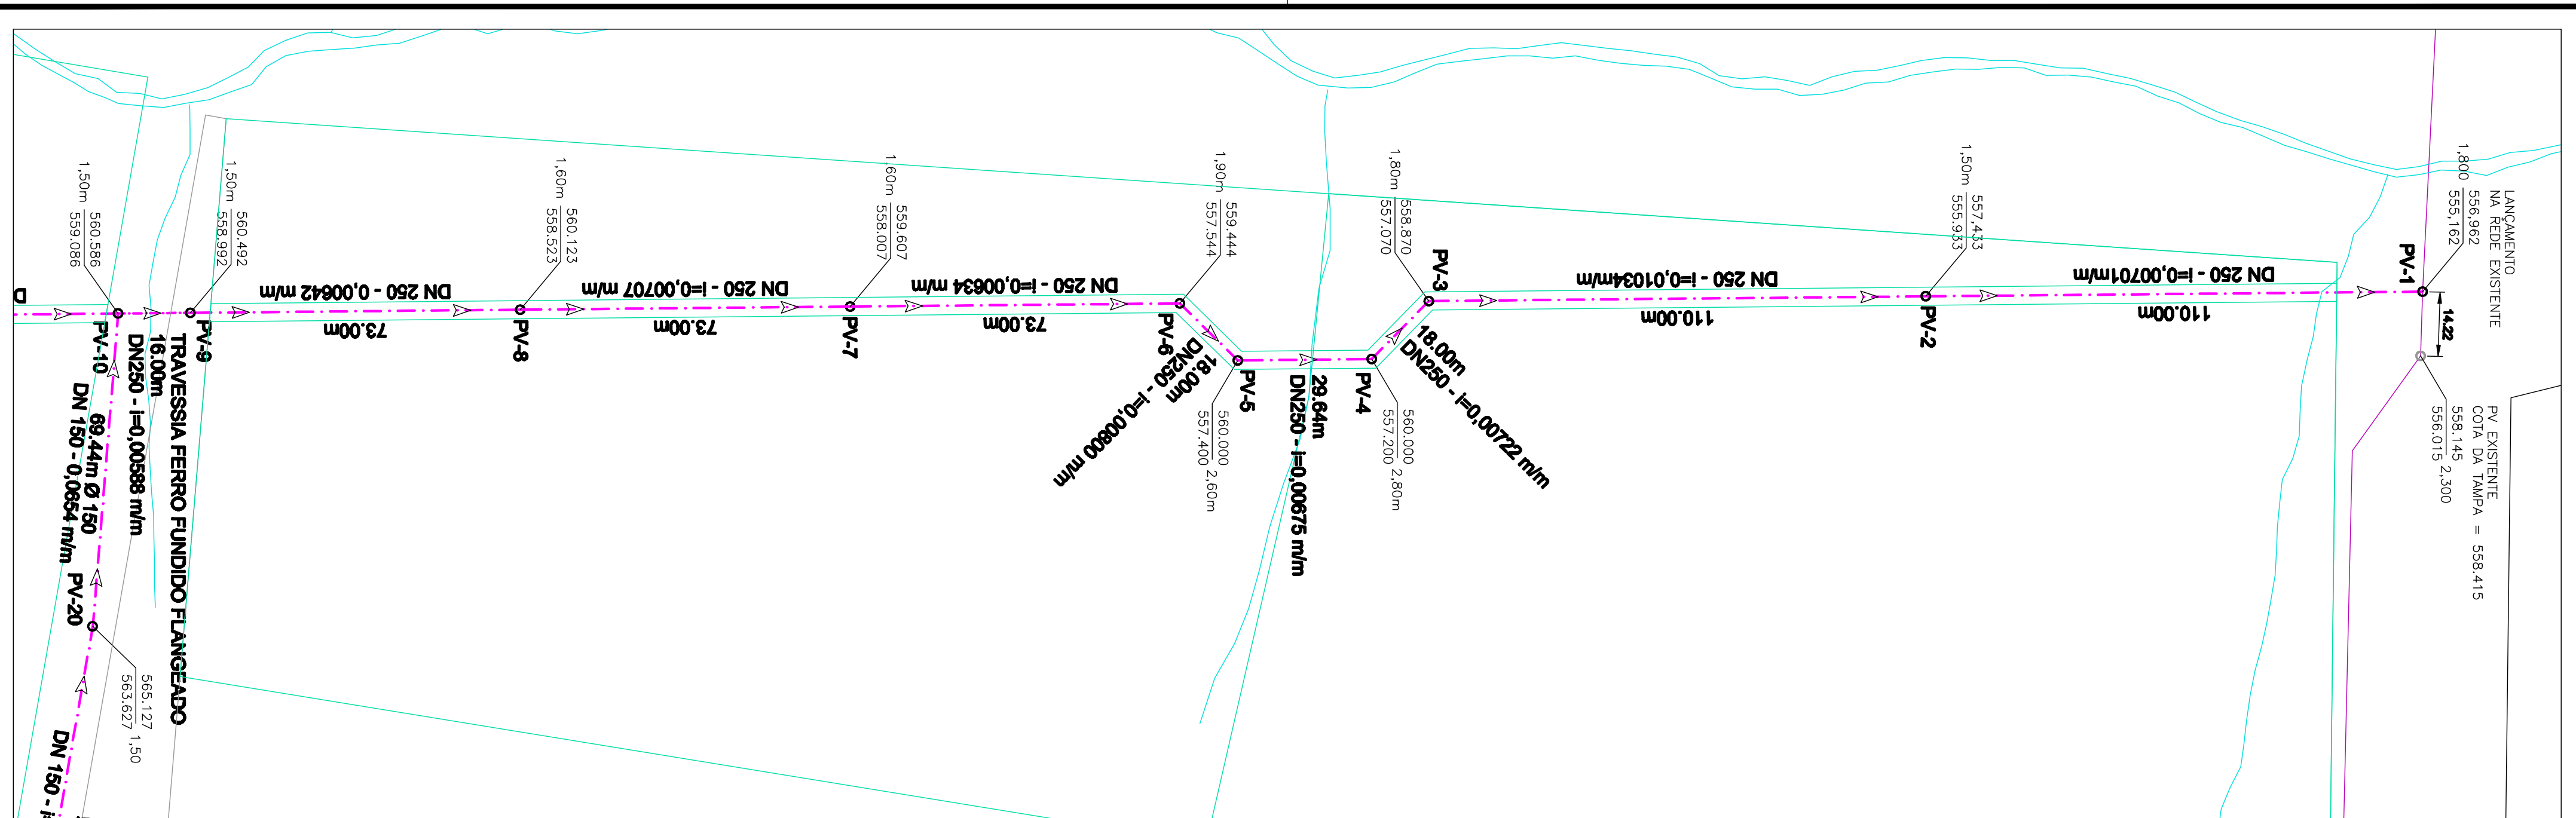 LANÇAMENTO
NA REDE EXISTENTE
1,800
556,962
555,162
PV-1
14.22
PV EXISTENTE
COTA DA TAMPA = 558.415
558.145
556.015
2,300
DN 250 - i=0,00701m/m
110.00m
1,50m
557,433
555.933
PV-2
DN 250 - i=0,01034m/m
110.00m
1,80m
558.870
557.070
PV-3
18.00m
DN250 - i=0,00722 m/m
PV-4
560.000
557.200
2,80m
29.64m
DN250 - i=0,00675 m/m
PV-5
560.000
557.400
2,60m
18.00m
DN250 - i=0,00800 m/m
1,90m
559.444
557.544
PV-6
DN 250 - i=0,00634 m/m
73.00m
1,60m
559.607
558.007
PV-7
DN 250 - i=0,00707 m/m
73.00m
1,60m
560.123
558.523
PV-8
DN 250 - 0,00642 m/m
73.00m
1,50m
560.492
558.992
PV-9
TRAVESSIA FERRO FUNDIDO FLANGEADO
16.00m
DN250 - i=0,00588 m/m
1,50m
560.586
559.086
PV-10
D
69.44m Ø 150
DN 150 - 0,0654 m/m
PV-20
565.127
563.627
1,50
DN 150 - i=